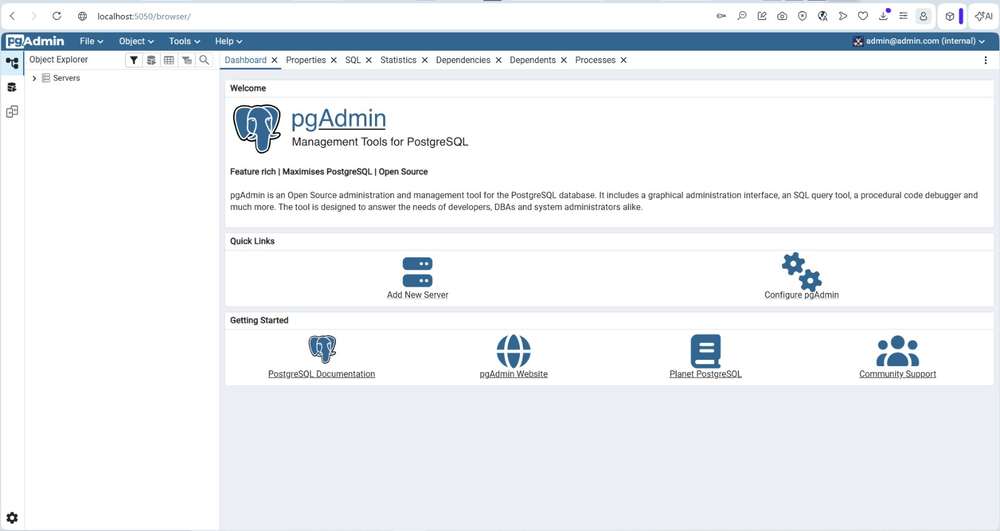 localhost:5050/browser/
AI
pgAdmin File Object Tools Help admin@admin.com (internal)
Object Explorer
Dashboard Properties SQL Statistics Dependencies Dependents Processes
Servers
Welcome
pgAdmin
Management Tools for PostgreSQL
Feature rich | Maximises PostgreSQL | Open Source
pgAdmin is an Open Source administration and management tool for the PostgreSQL database. It includes a graphical administration interface, an SQL query tool, a procedural code debugger and
much more. The tool is designed to answer the needs of developers, DBAs and system administrators alike.
Quick Links
Add New Server Configure pgAdmin
Getting Started
PostgreSQL Documentation pgAdmin Website Planet PostgreSQL Community Support